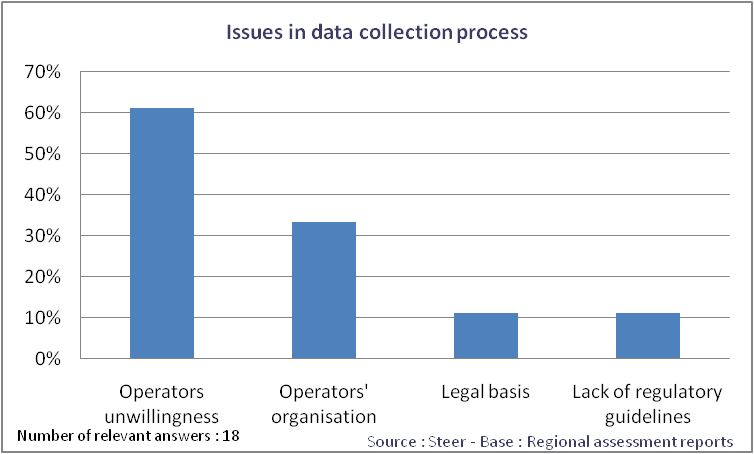 Issues in data collection process
70%
60%
50%
40%
30%
20%
10%
0%
Operators unwillingness
Operators' organisation
Legal basis
Lack of regulatory guidelines
Number of relevant answers : 18
Source : Steer - Base : Regional assessment reports